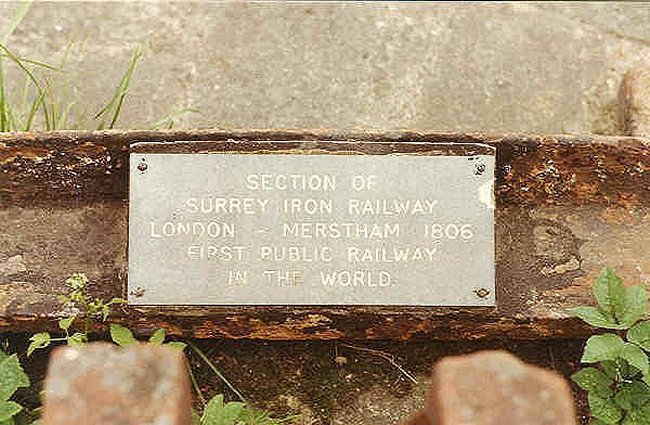 SECTION OF
SURREY IRON RAILWAY
LONDON - MERSTHAM 1806
FIRST PUBLIC RAILWAY
IN THE WORLD.